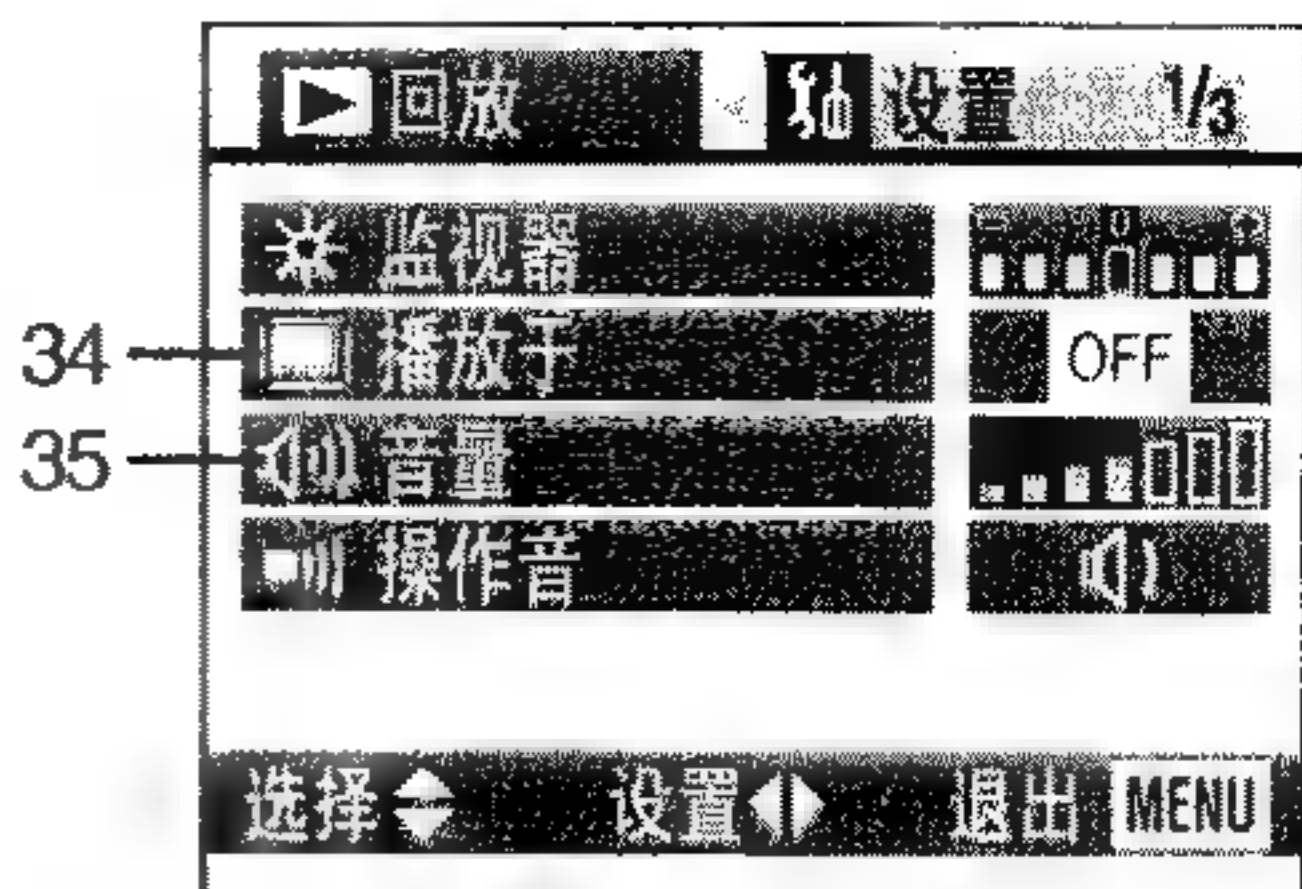 回放 设置 1/3
监视器 - 0 +
34 播放于 OFF
35 音量
操作音
选择 设置 退出 MENU